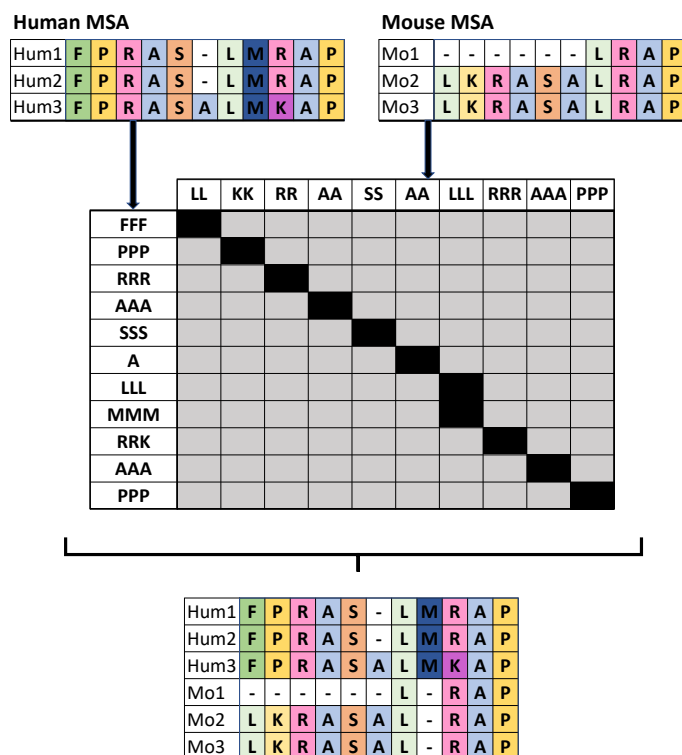 Human MSA
Mouse MSA
Hum1 F P R A S - L M R A P
Hum2 F P R A S - L M R A P
Hum3 F P R A S A L M K A P
Mo1 - - - - - - L R A P
Mo2 L K R A S A L R A P
Mo3 L K R A S A L R A P
LL KK RR AA SS AA LLL RRR AAA PPP
FFF
PPP
RRR
AAA
SSS
A
LLL
MMM
RRK
AAA
PPP
Hum1 F P R A S - L M R A P
Hum2 F P R A S - L M R A P
Hum3 F P R A S A L M K A P
Mo1 - - - - - - L - R A P
Mo2 L K R A S A L - R A P
Mo3 L K R A S A L - R A P